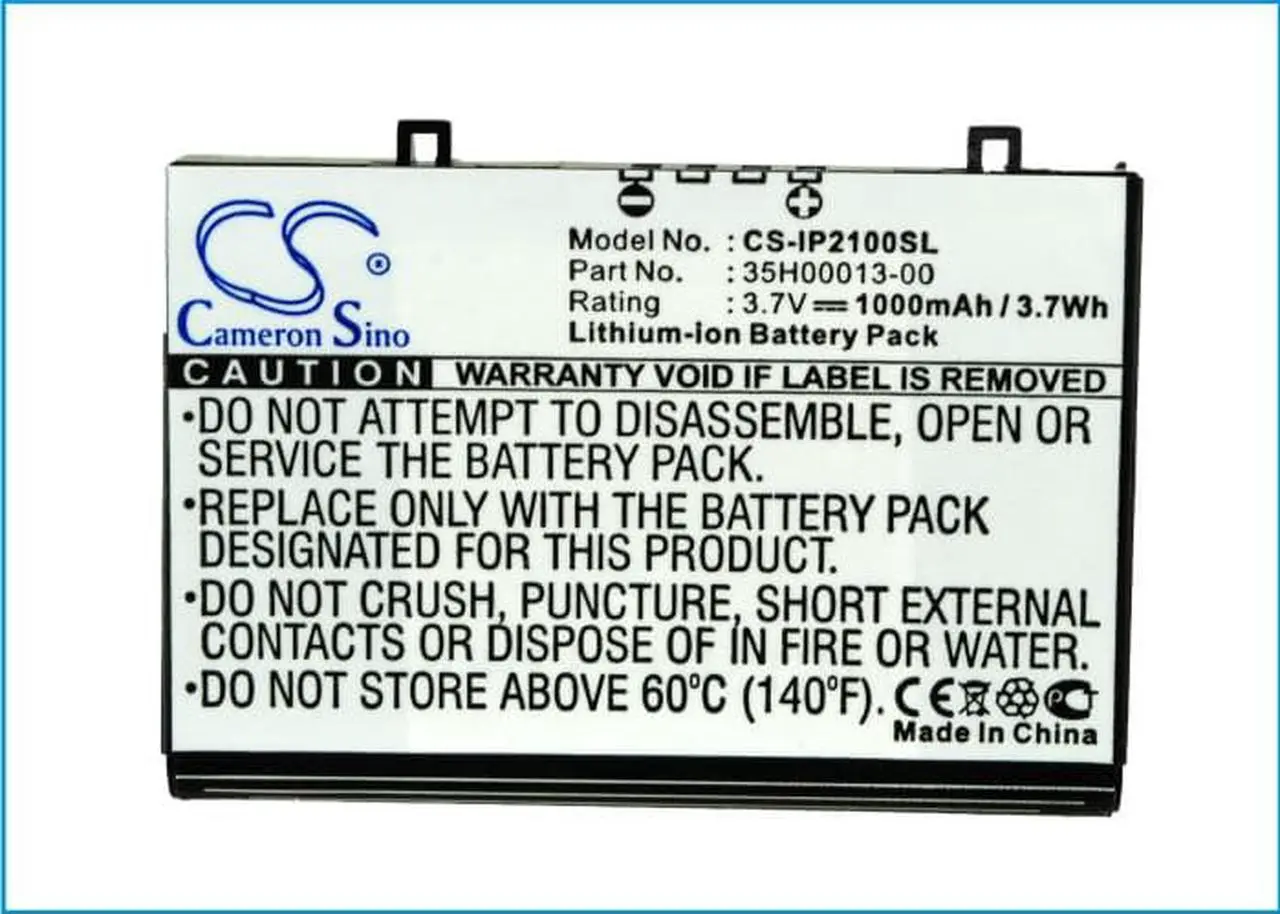 CS
Cameron Sino
Model No. : CS-IP2100SL
Part No. : 35H00013-00
Rating : 3.7V 1000mAh / 3.7Wh
Lithium-ion Battery Pack
CAUTION WARRANTY VOID IF LABEL IS REMOVED
•DO NOT ATTEMPT TO DISASSEMBLE, OPEN OR
SERVICE THE BATTERY PACK.
•REPLACE ONLY WITH THE BATTERY PACK
DESIGNATED FOR THIS PRODUCT.
•DO NOT CRUSH, PUNCTURE, SHORT EXTERNAL
CONTACTS OR DISPOSE OF IN FIRE OR WATER.
•DO NOT STORE ABOVE 60°C (140°F). CE
Made In China